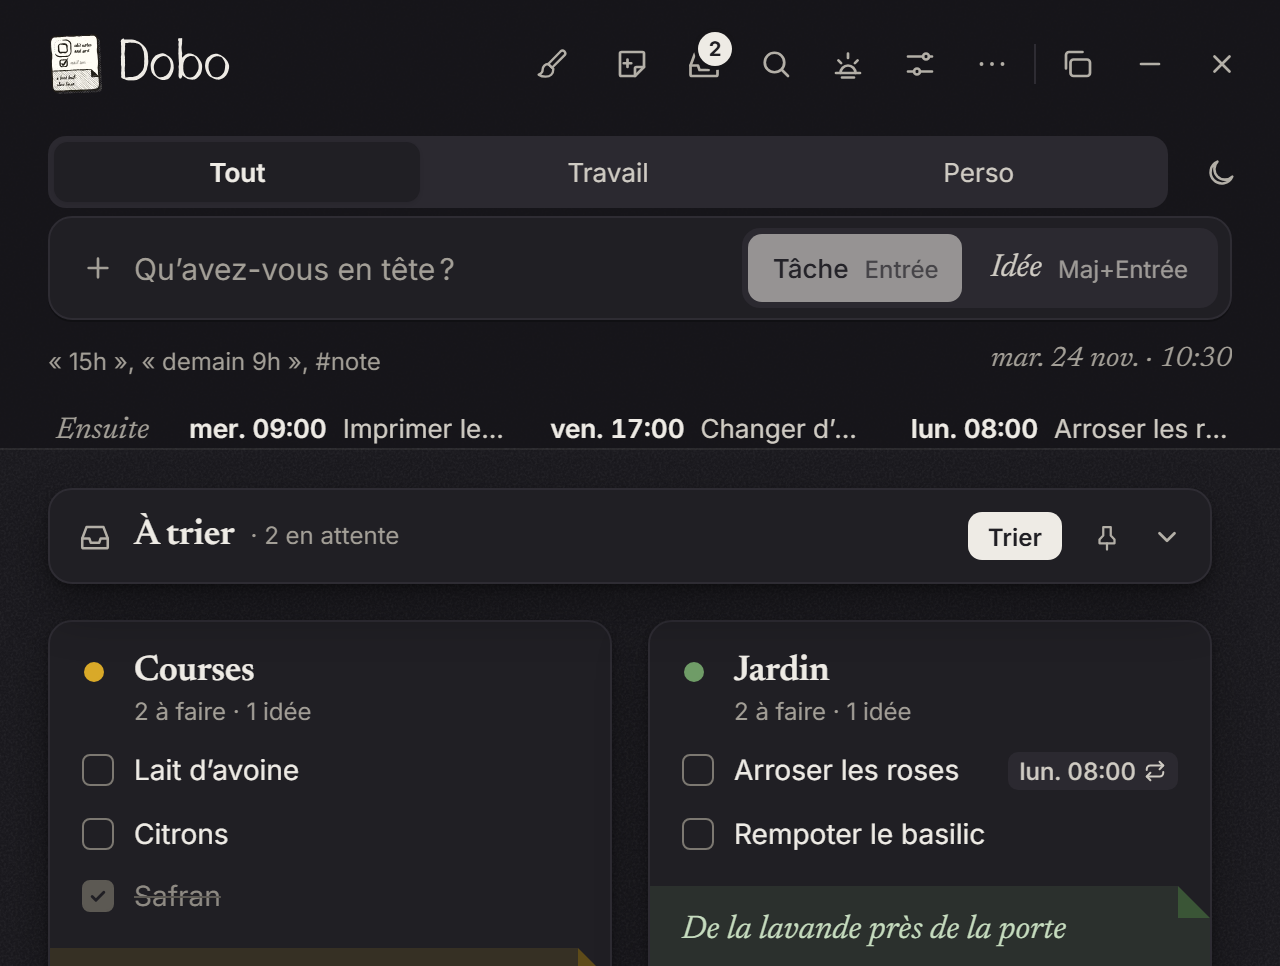 Dobo
2
Tout Travail Perso
Qu’avez-vous en tête ? Tâche Entrée Idée Maj+Entrée
« 15h », « demain 9h », #note mar. 24 nov. · 10:30
Ensuite mer. 09:00 Imprimer le… ven. 17:00 Changer d’… lun. 08:00 Arroser les r…
À trier · 2 en attente Trier
Courses
2 à faire · 1 idée
Lait d’avoine
Citrons
Safran
Jardin
2 à faire · 1 idée
Arroser les roses lun. 08:00
Rempoter le basilic
De la lavande près de la porte